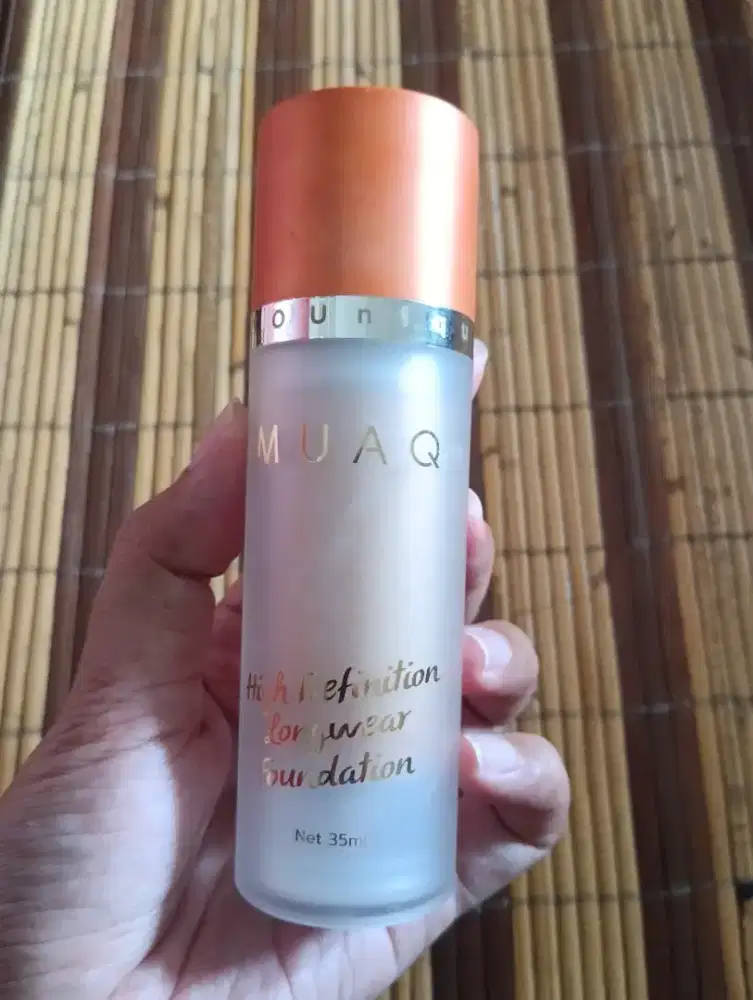 MUAQ
High Definition
Longwear
Foundation
Net 35ml